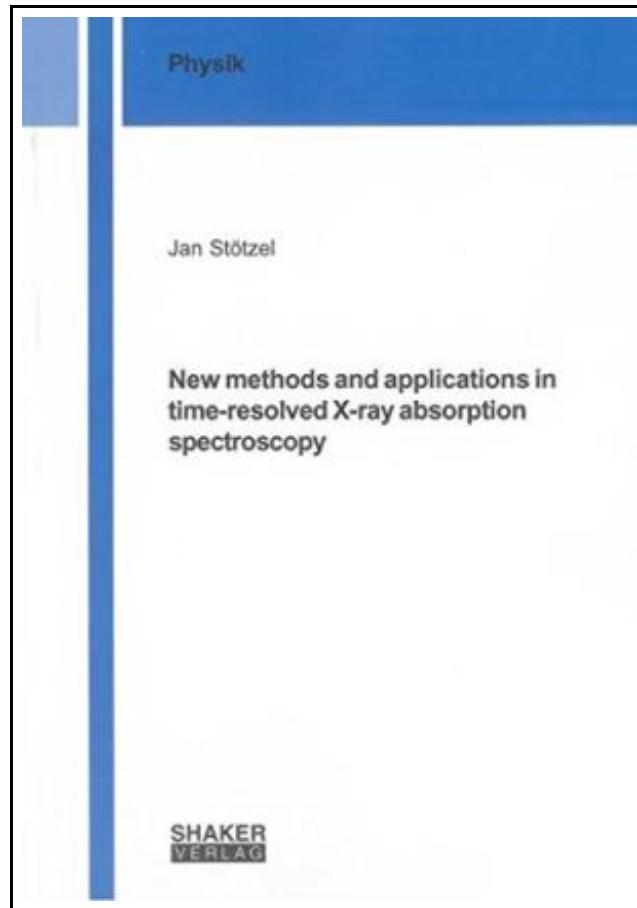 Physik
Jan Stötzel
New methods and applications in
time-resolved X-ray absorption
spectroscopy
SHAKER
VERLAG